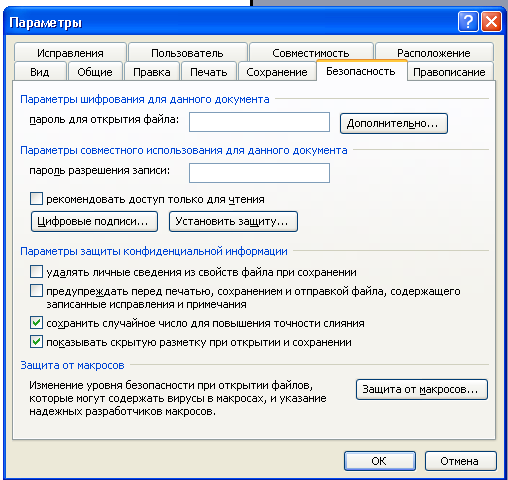 Параметры
Исправления Пользователь Совместимость Расположение
Вид Общие Правка Печать Сохранение Безопасность Правописание
Параметры шифрования для данного документа
пароль для открытия файла: Дополнительно...
Параметры совместного использования для данного документа
пароль разрешения записи:
рекомендовать доступ только для чтения
Цифровые подписи... Установить защиту...
Параметры защиты конфиденциальной информации
удалять личные сведения из свойств файла при сохранении
предупреждать перед печатью, сохранением и отправкой файла, содержащего
записанные исправления и примечания
сохранить случайное число для повышения точности слияния
показывать скрытую разметку при открытии и сохранении
Защита от макросов
Изменение уровня безопасности при открытии файлов,
которые могут содержать вирусы в макросах, и указание
надежных разработчиков макросов.
Защита от макросов...
ОК Отмена